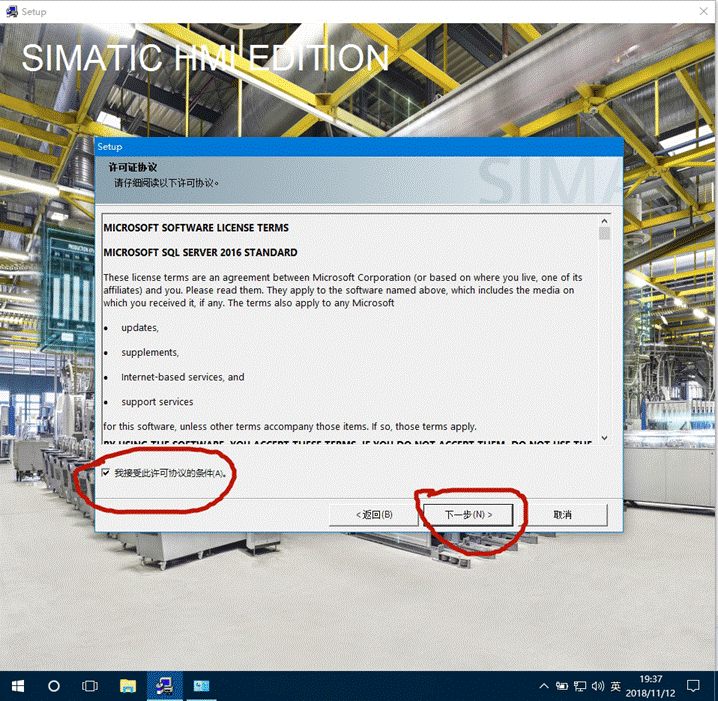 Setup
SIMATIC HMI EDITION
Setup
许可证协议
请仔细阅读以下许可协议。
SIMA
MICROSOFT SOFTWARE LICENSE TERMS
MICROSOFT SQL SERVER 2016 STANDARD
These license terms are an agreement between Microsoft Corporation (or based on where you live, one of its
affiliates) and you. Please read them. They apply to the software named above, which includes the media on
which you received it, if any. The terms also apply to any Microsoft
• updates,
• supplements,
• Internet-based services, and
• support services
for this software, unless other terms accompany those items. If so, those terms apply.
BY USING THE SOFTWARE, YOU ACCEPT THESE TERMS. IF YOU DO NOT ACCEPT THEM, DO NOT USE THE
我接受此许可协议的条件(A)。
< 返回(B)
下一步(N) >
取消
英
19:37
2018/11/12